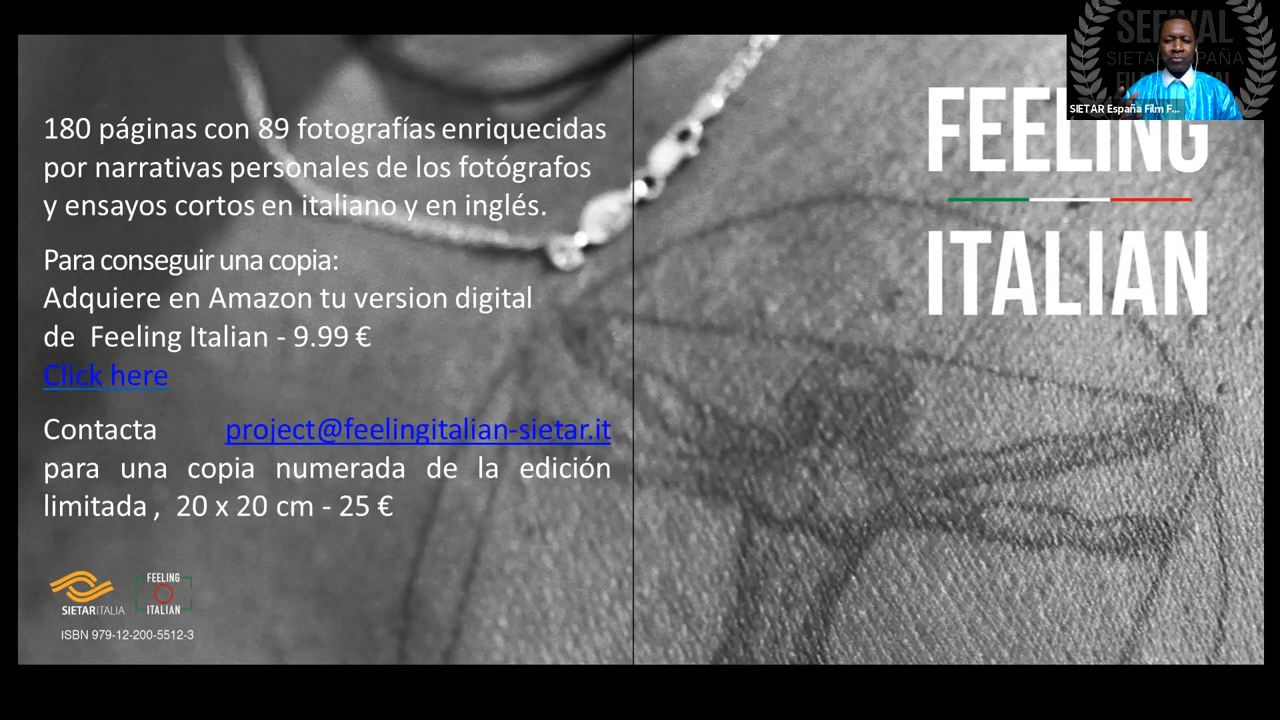 180 páginas con 89 fotografías enriquecidas
por narrativas personales de los fotógrafos
y ensayos cortos en italiano y en inglés.
Para conseguir una copia:
Adquiere en Amazon tu version digital
de Feeling Italian - 9.99 €
Click here
Contacta project@feelingitalian-sietar.it
para una copia numerada de la edición
limitada , 20 x 20 cm - 25 €
SIETARITALIA
FEELING
ITALIAN
ISBN 979-12-200-5512-3
FEELING
ITALIAN
SIETAR España Film F...